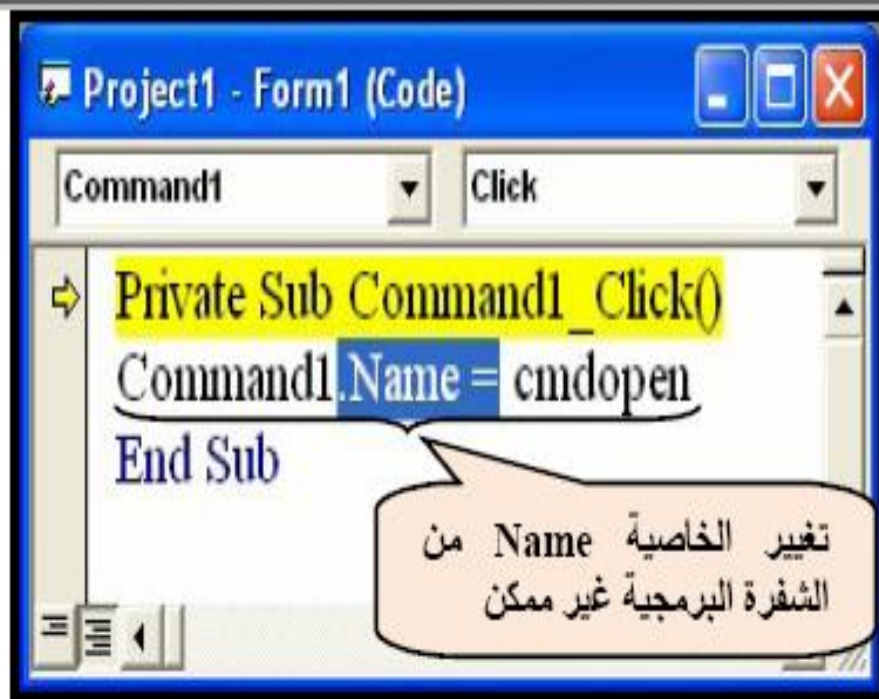 Project1 - Form1 (Code)
Command1 Click
Private Sub Command1_Click()
Command1.Name = cmdopen
End Sub
تغيير الخاصية Name من
الشفرة البرمجية غير ممكن